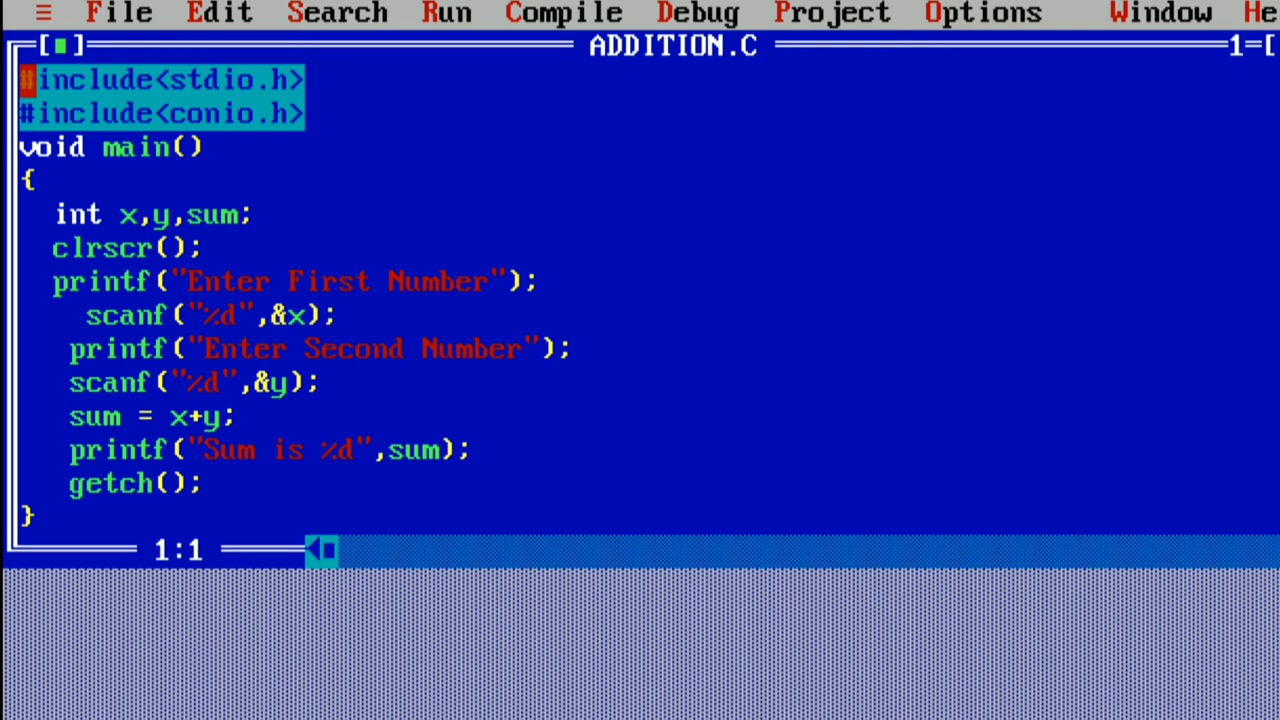 ≡ File Edit Search Run Compile Debug Project Options Window He
[■] ADDITION.C 1=[
#include<stdio.h>
#include<conio.h>
void main()
{
int x,y,sum;
clrscr();
printf("Enter First Number");
scanf("%d",&x);
printf("Enter Second Number");
scanf("%d",&y);
sum = x+y;
printf("Sum is %d",sum);
getch();
}
1:1